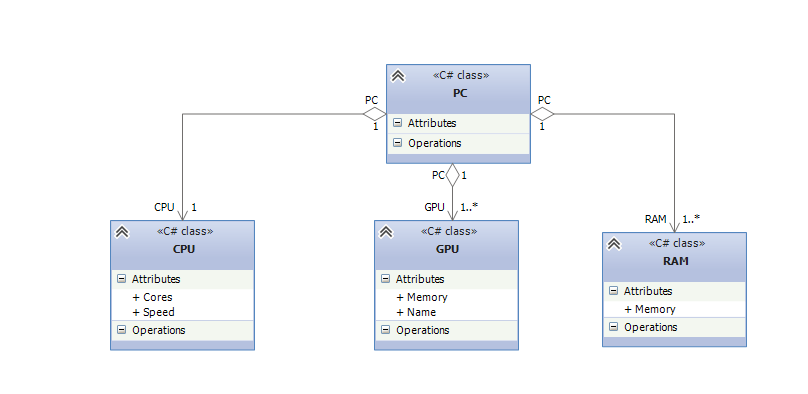 «C# class»
PC
Attributes
Operations
PC
1
PC
1
PC
1
CPU
1
GPU
1..*
RAM
1..*
«C# class»
CPU
Attributes
+ Cores
+ Speed
Operations
«C# class»
GPU
Attributes
+ Memory
+ Name
Operations
«C# class»
RAM
Attributes
+ Memory
Operations